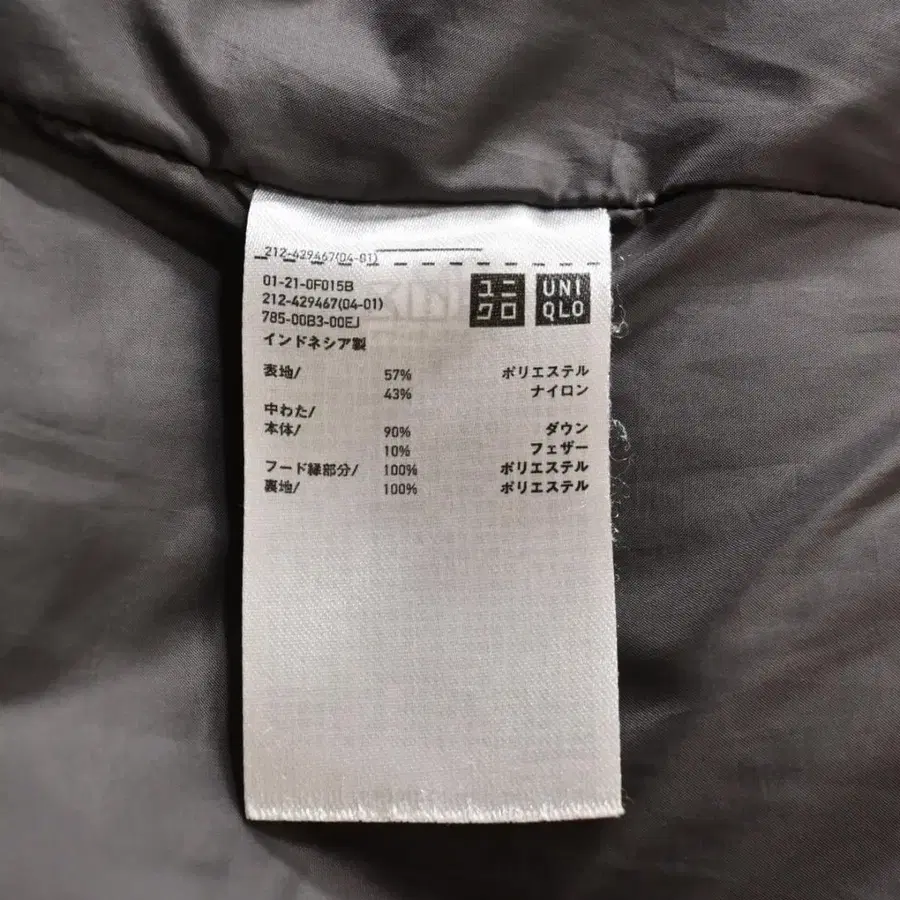 212-429467(04-01)
01-21-0F015B
212-429467(04-01)
785-00B3-00EJ
ユニクロ
UNIQLO
インドネシア製
表地/ 57% ポリエステル
43% ナイロン
中わた/
本体/ 90% ダウン
10% フェザー
フード縁部分/ 100% ポリエステル
裏地/ 100% ポリエステル